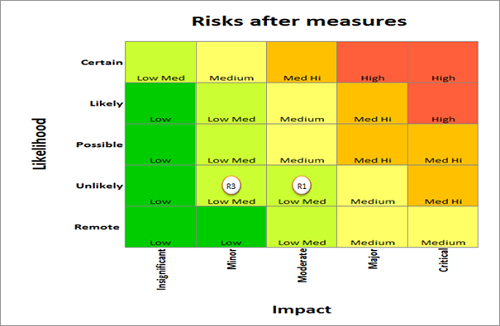 Risks after measures
Likelihood
Certain
Low Med
Medium
Med Hi
High
High
Likely
Low
Low Med
Medium
Med Hi
High
Possible
Low
Low Med
Medium
Med Hi
Med Hi
Unlikely
R3
R1
Low
Low Med
Low Med
Medium
Med Hi
Remote
Low
Low
Low Med
Medium
Medium
Insignificant
Minor
Moderate
Major
Critical
Impact